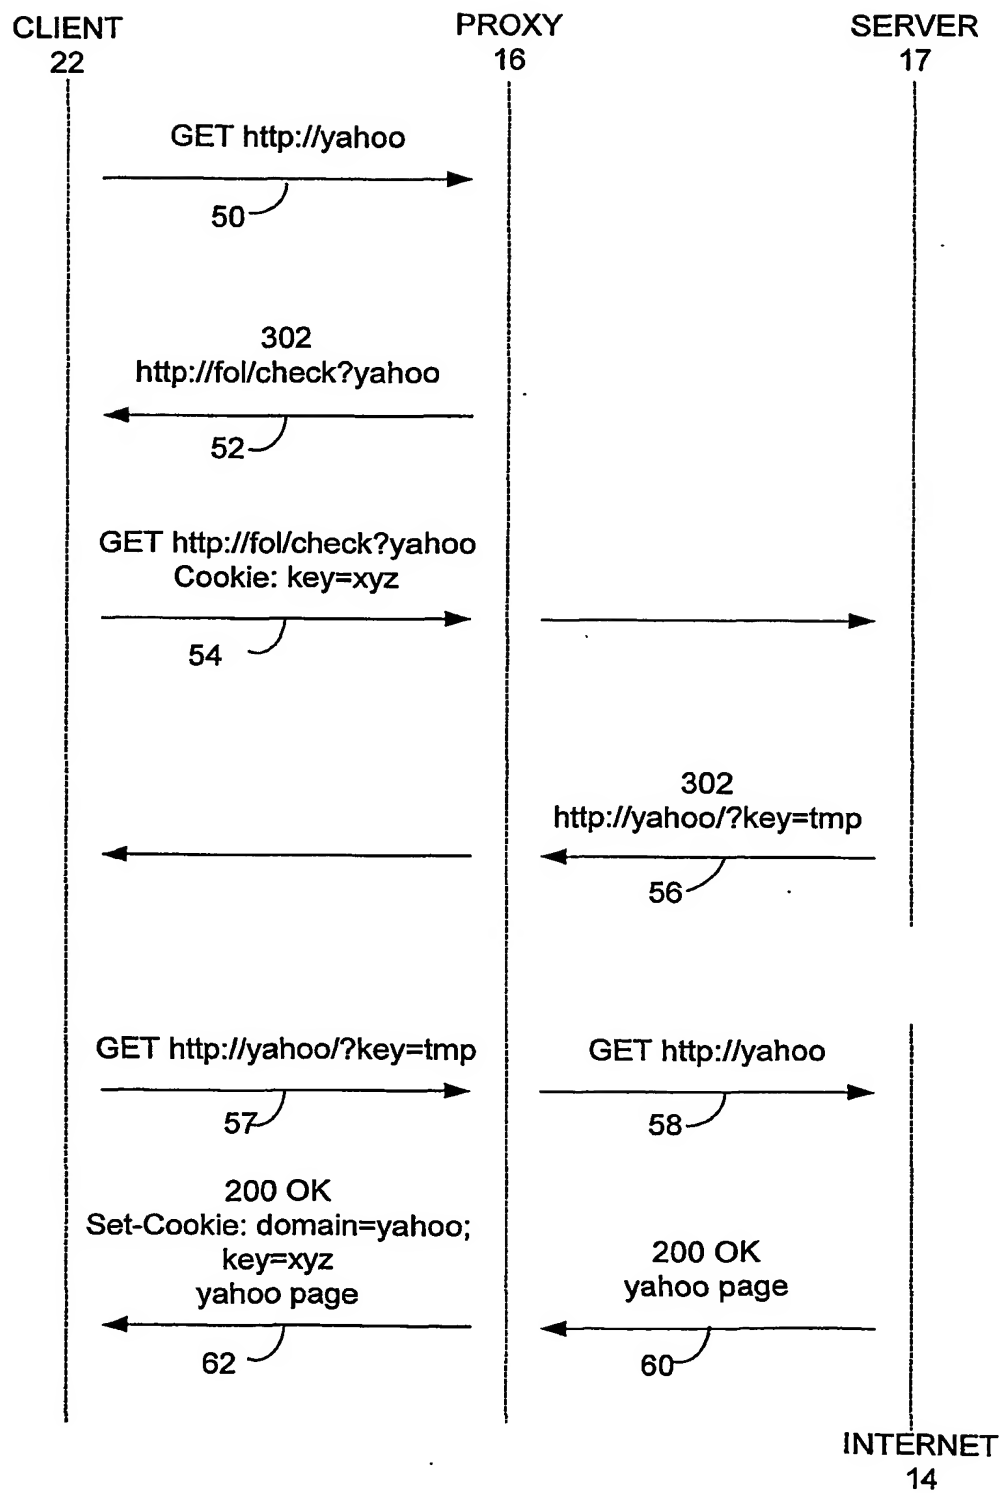 CLIENT
22
PROXY
16
SERVER
17
GET http://yahoo
50
302
http://fol/check?yahoo
52
GET http://fol/check?yahoo
Cookie: key=xyz
54
302
http://yahoo/?key=tmp
56
GET http://yahoo/?key=tmp
57
GET http://yahoo
58
200 OK
Set-Cookie: domain=yahoo;
key=xyz
yahoo page
62
200 OK
yahoo page
60
INTERNET
14